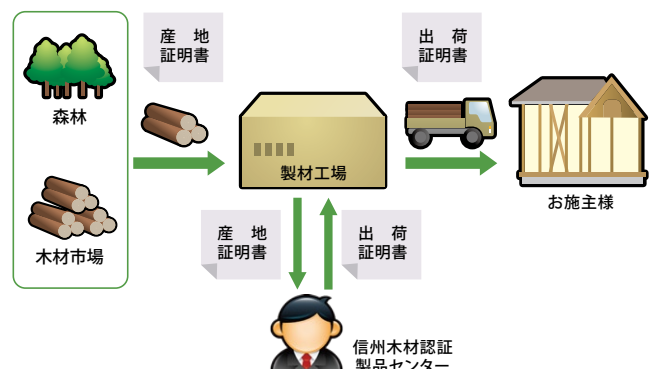 産　地
証明書
出　荷
証明書
森林
木材市場
製材工場
お施主様
産　地
証明書
出　荷
証明書
信州木材認証
製品センター